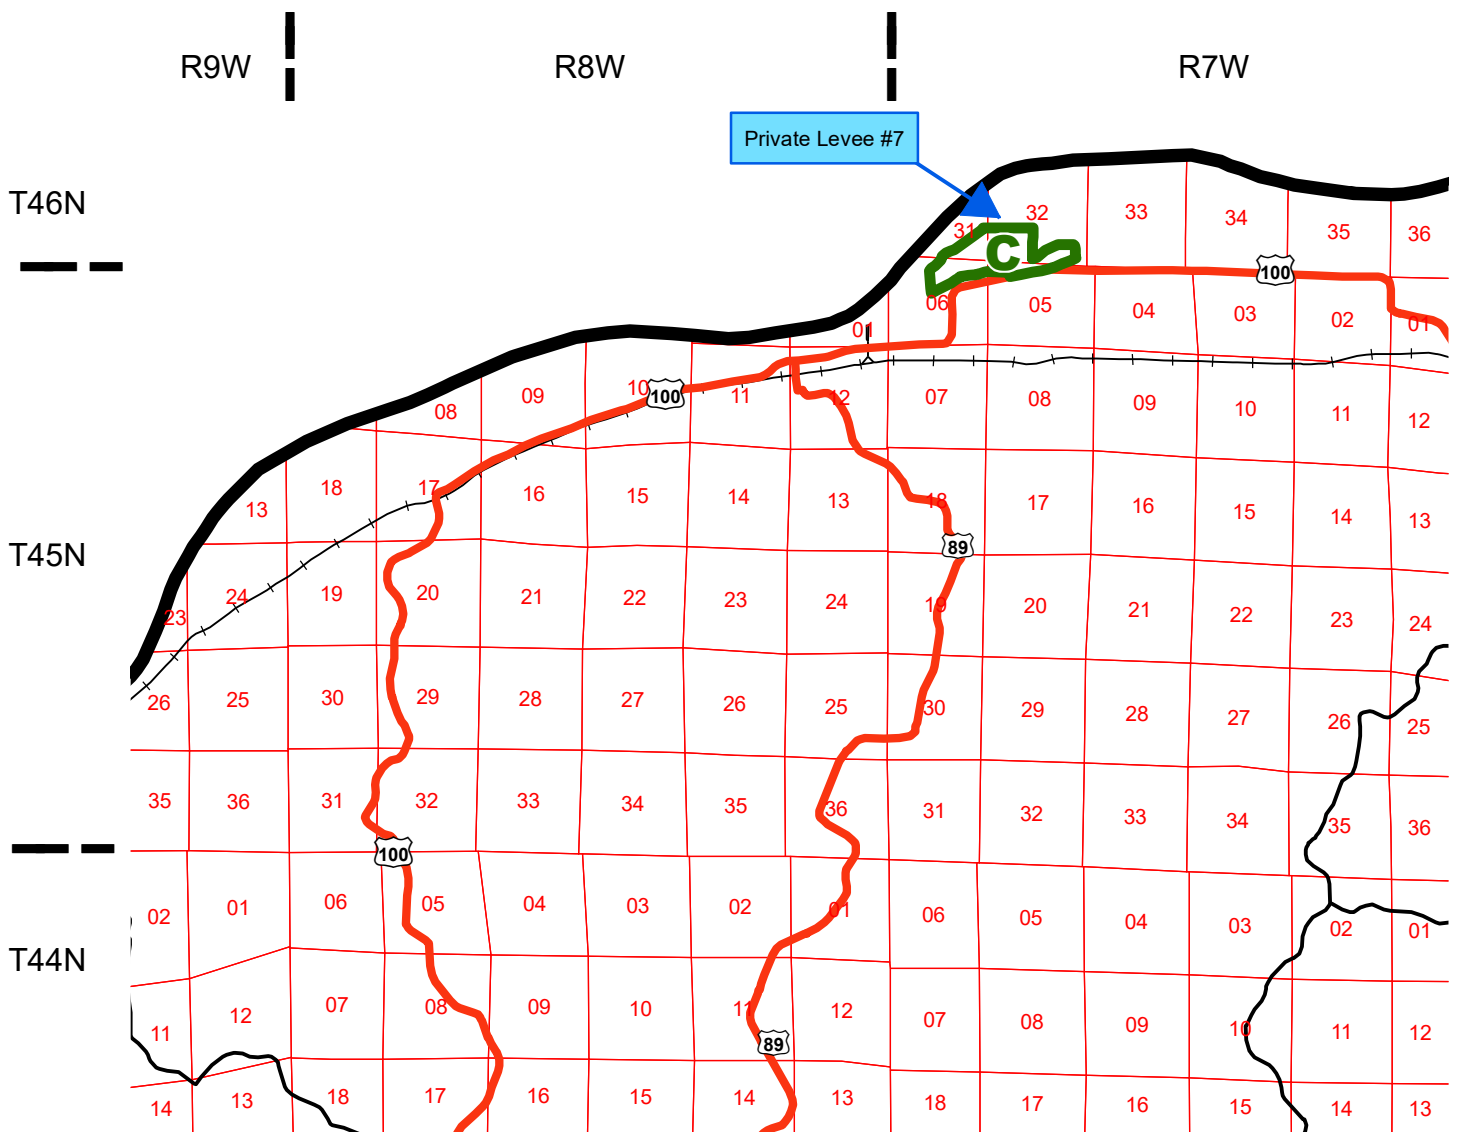 R9W R8W R7W
Private Levee #7
T46N
32 33 34 35 36
31
C
100
06 05 04 03 02 01
01
T45N
08 09 10 100 11 12 07 08 09 10 11 12
13 18 17 16 15 14 13 18 17 16 15 14 13
89
23 24 19 20 21 22 23 24 19 20 21 22 23 24
26 25 30 29 28 27 26 25 30 29 28 27 26 25
35 36 31 32 33 34 35 36 31 32 33 34 35 36
100
T44N
02 01 06 05 04 03 02 01 06 05 04 03 02 01
11 12 07 08 09 10 11 12 07 08 09 10 11 12
89
14 13 18 17 16 15 14 13 18 17 16 15 14 13